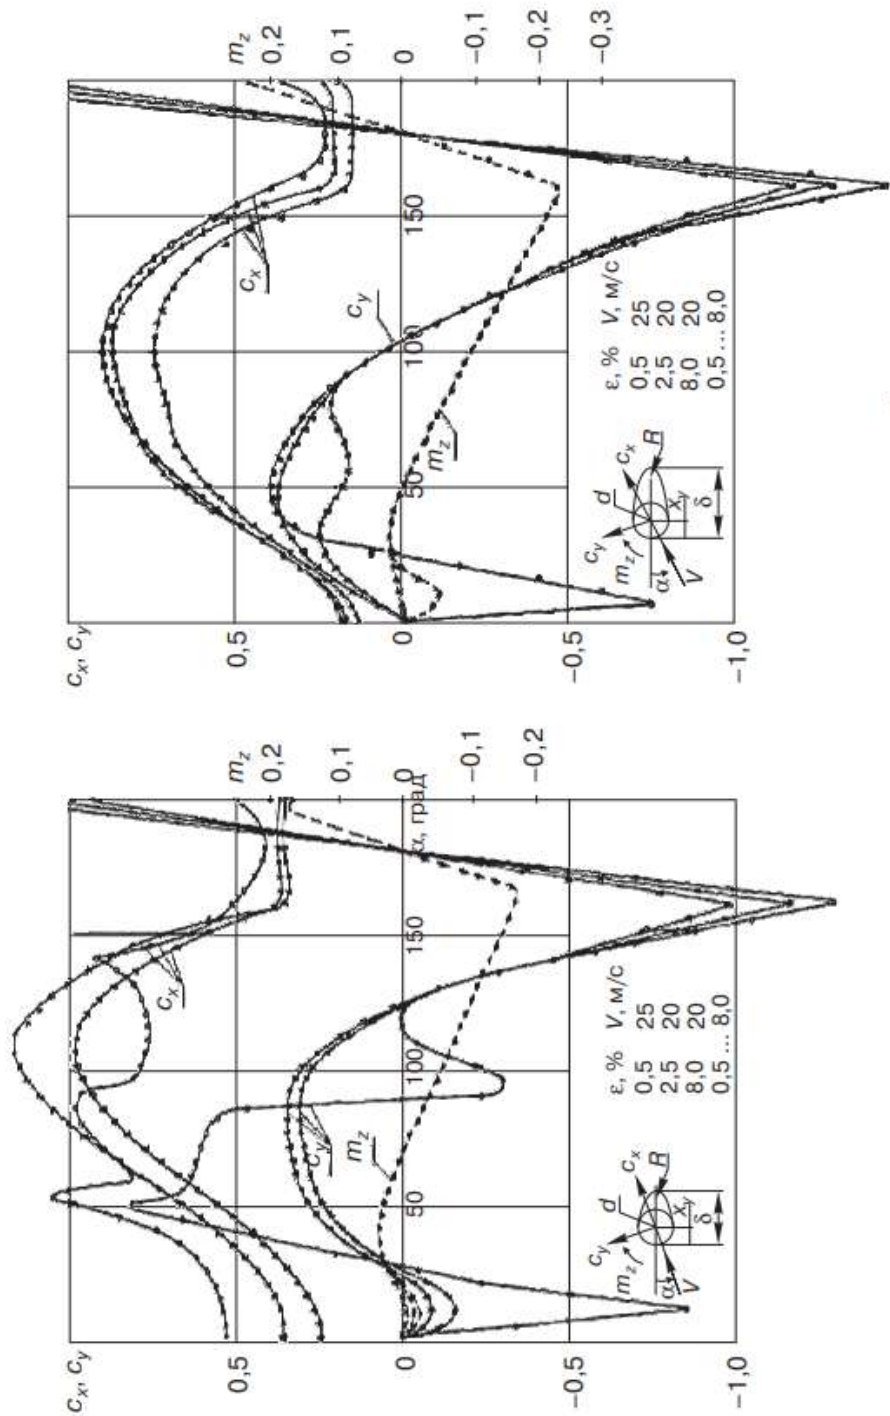 c_x, c_y
0,5
0
−0,5
−1,0
50
100
150
α, град
m_z
0,2
0,1
0
−0,1
−0,2
c_x
c_y
m_z
ε, % V, м/с
0,5 25
2,5 20
8,0 20
0,5 ... 8,0
c_y
m_z
α
V
d
c_x
R
x_y
δ
c_x, c_y
0,5
0
−0,5
−1,0
50
100
150
m_z
0,2
0,1
0
−0,1
−0,2
−0,3
c_x
c_y
m_z
ε, % V, м/с
0,5 25
2,5 20
8,0 20
0,5 ... 8,0
c_y
m_z
α
V
d
c_x
R
x_y
δ